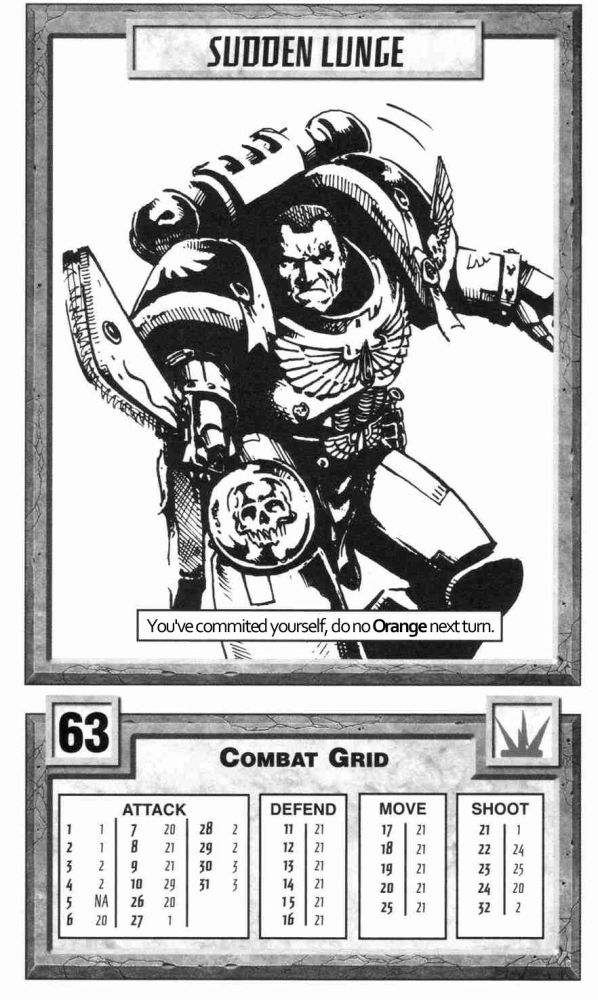 SUDDEN LUNGE
You've commited yourself, do no Orange next turn.
63
COMBAT GRID
ATTACK DEFEND MOVE SHOOT
1 1 7 20 28 2 11 21 17 21 21 1
2 1 8 21 29 2 12 21 18 21 22 24
3 2 9 21 30 3 13 21 19 21 23 25
4 2 10 29 31 3 14 21 20 21 24 20
5 NA 26 20 15 21 25 21 32 2
6 20 27 1 16 21